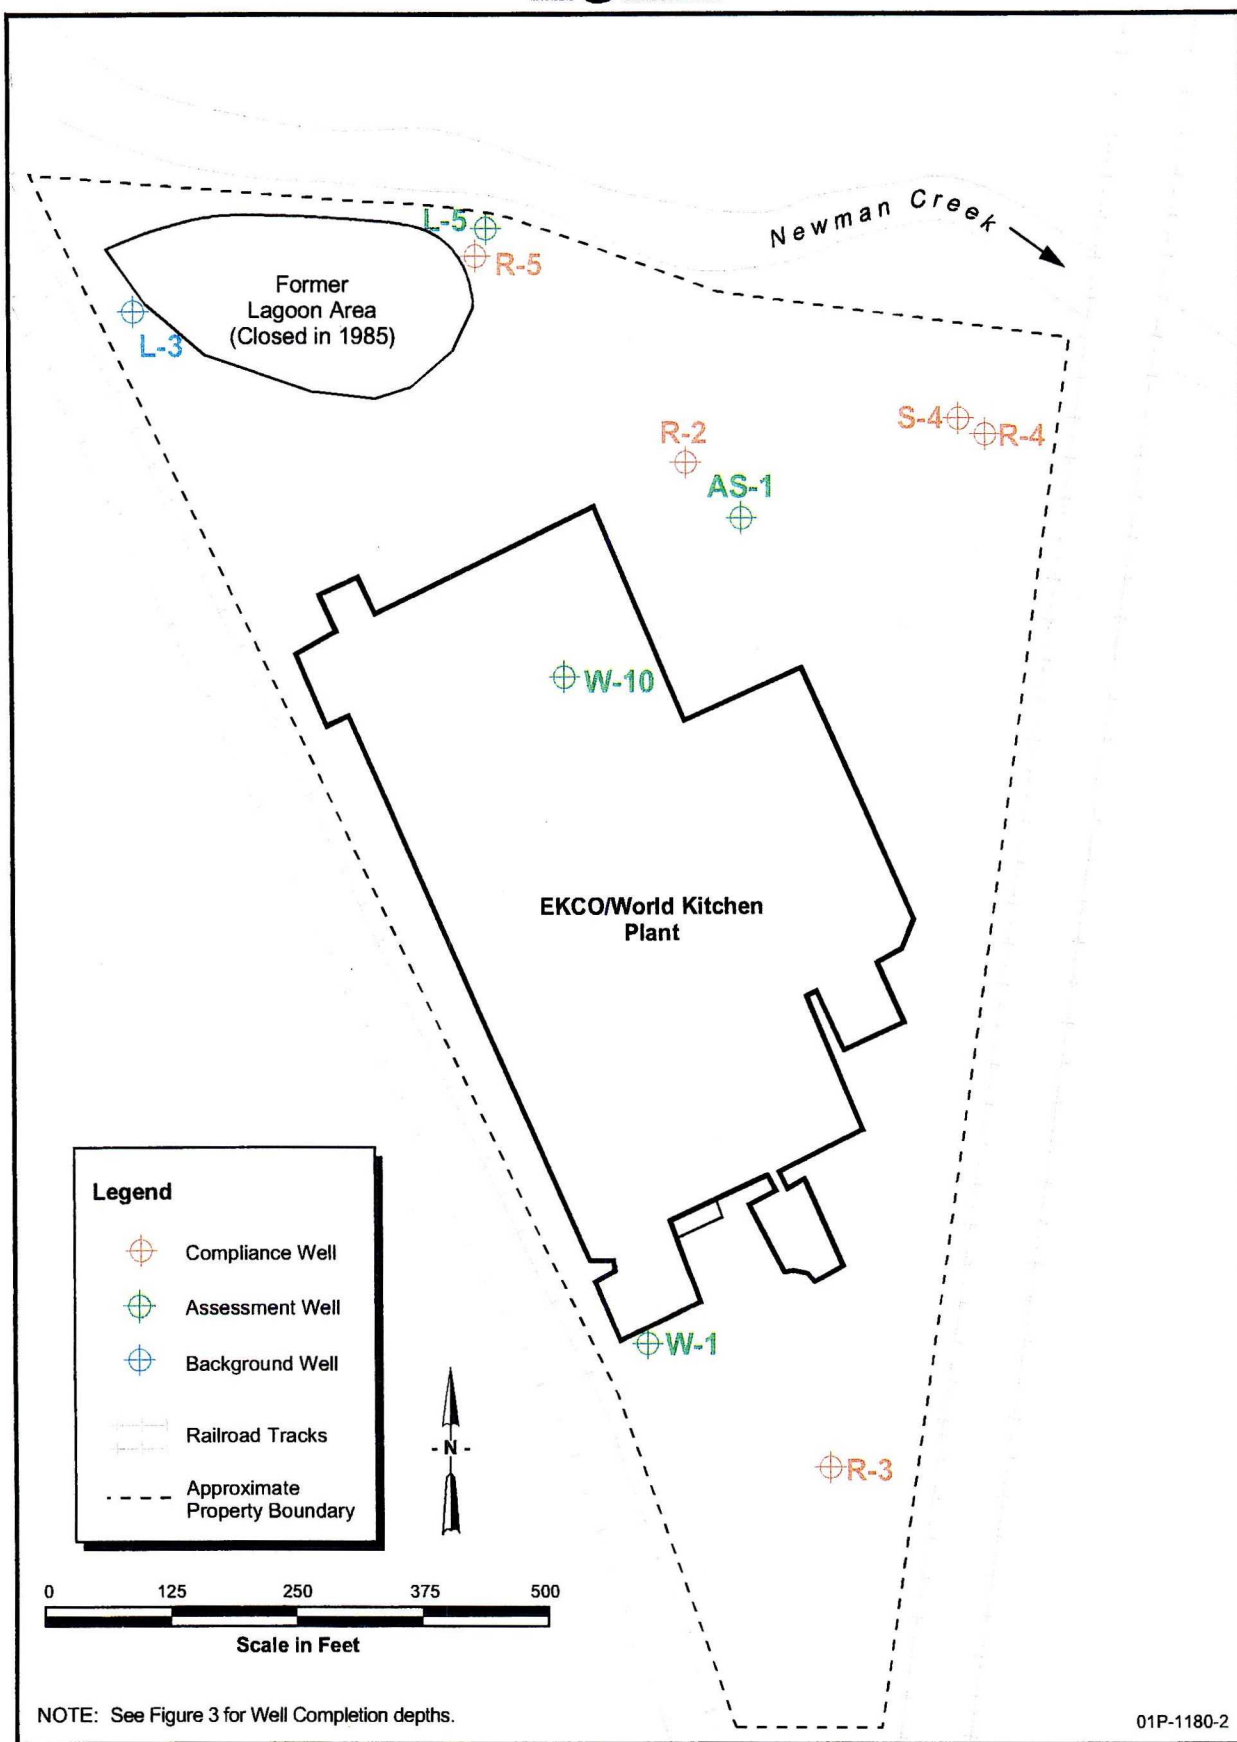 Newman Creek
L-5
R-5
Former
Lagoon Area
(Closed in 1985)
L-3
S-4
R-4
R-2
AS-1
W-10
EKCO/World Kitchen
Plant
Legend
Compliance Well
Assessment Well
Background Well
Railroad Tracks
Approximate
Property Boundary
- N -
W-1
R-3
0 125 250 375 500
Scale in Feet
NOTE: See Figure 3 for Well Completion depths.
01P-1180-2